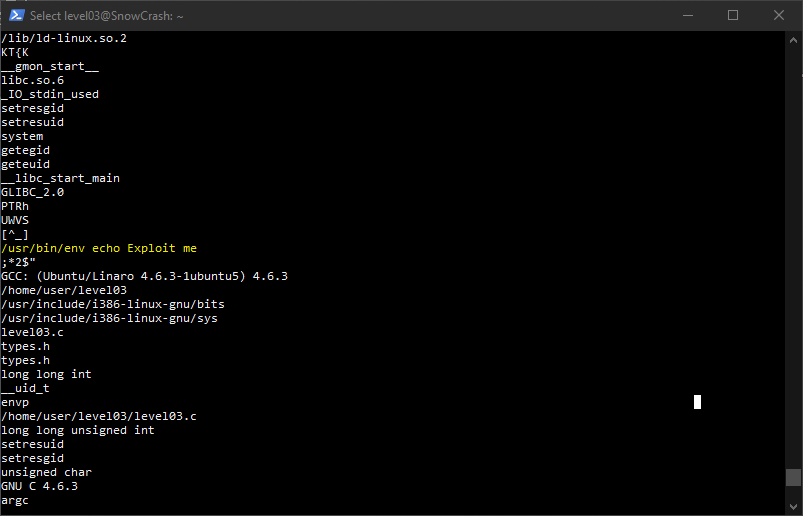 Select level03@SnowCrash: ~
/lib/ld-linux.so.2
KT{K
__gmon_start__
libc.so.6
_IO_stdin_used
setresgid
setresuid
system
getegid
geteuid
__libc_start_main
GLIBC_2.0
PTRh
UWVS
[^_]
/usr/bin/env echo Exploit me
;*2$"
GCC: (Ubuntu/Linaro 4.6.3-1ubuntu5) 4.6.3
/home/user/level03
/usr/include/i386-linux-gnu/bits
/usr/include/i386-linux-gnu/sys
level03.c
types.h
types.h
long long int
__uid_t
envp
/home/user/level03/level03.c
long long unsigned int
setresuid
setresgid
unsigned char
GNU C 4.6.3
argc